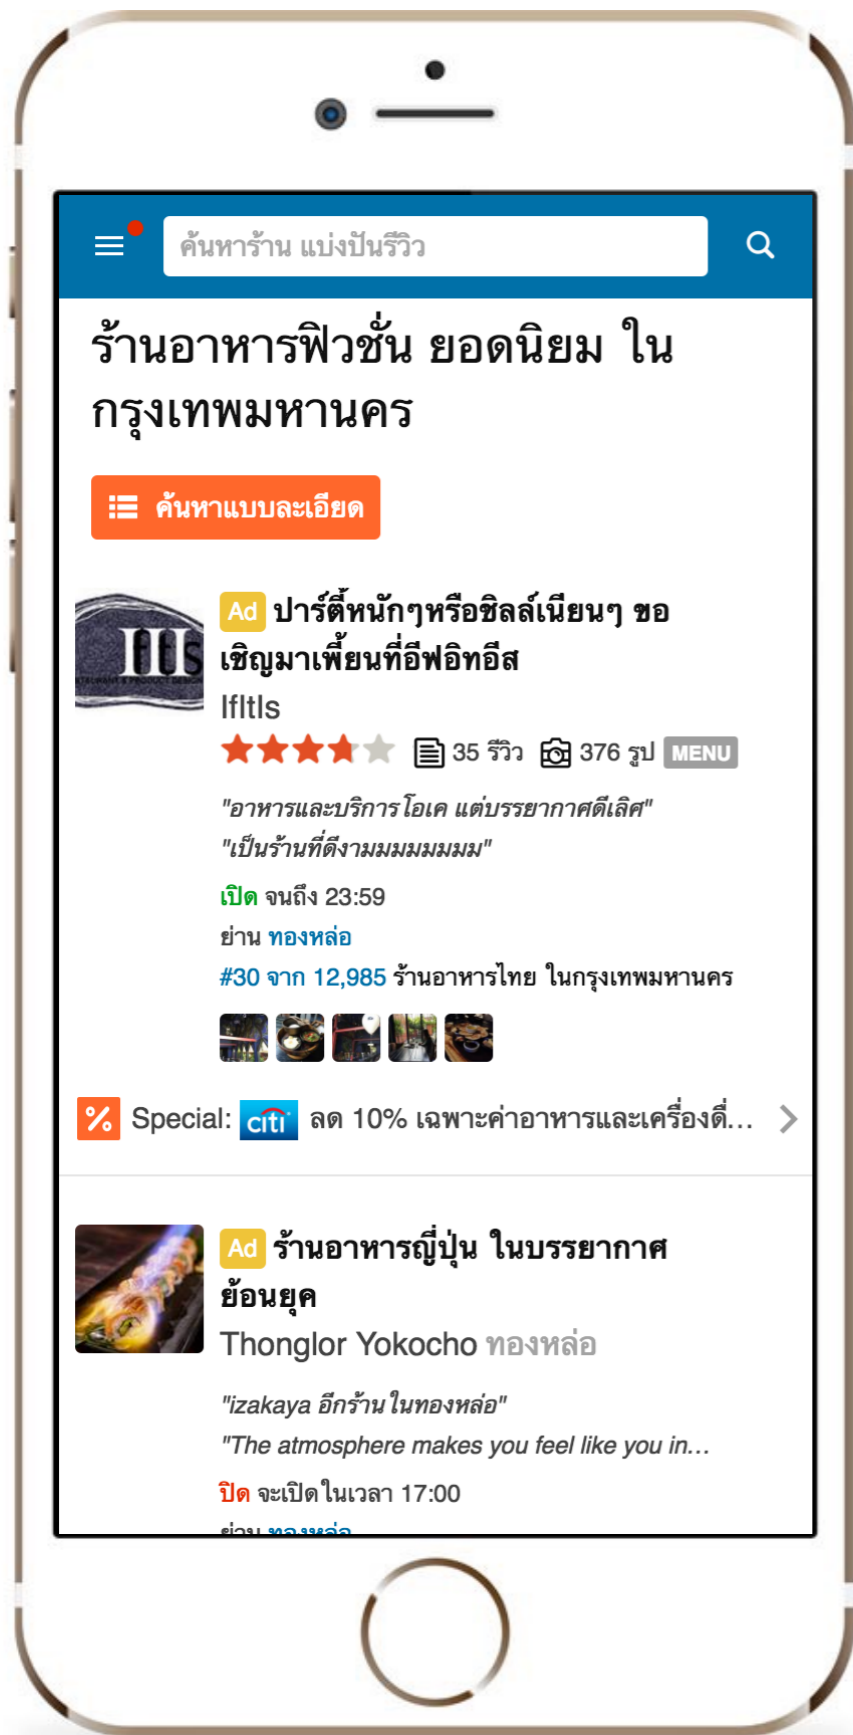 ค้นหาร้าน แบ่งปันรีวิว
ร้านอาหารฟิวชั่น ยอดนิยม ใน
กรุงเทพมหานคร
ค้นหาแบบละเอียด
Ad ปาร์ตี้หนักๆหรือชิลล์เนียนๆ ขอ
เชิญมาเพี้ยนที่อีฟอิทอีส
IfItIs
35 รีวิว 376 รูป MENU
"อาหารและบริการโอเค แต่บรรยากาศดีเลิศ"
"เป็นร้านที่ดีงามมมมมมมม"
เปิด จนถึง 23:59
ย่าน ทองหล่อ
#30 จาก 12,985 ร้านอาหารไทย ในกรุงเทพมหานคร
% Special: citi ลด 10% เฉพาะค่าอาหารและเครื่องดื่...
Ad ร้านอาหารญี่ปุ่น ในบรรยากาศ
ย้อนยุค
Thonglor Yokocho ทองหล่อ
"izakaya อีกร้านในทองหล่อ"
"The atmosphere makes you feel like you in...
ปิด จะเปิดในเวลา 17:00
ย่าน ทองหล่อ